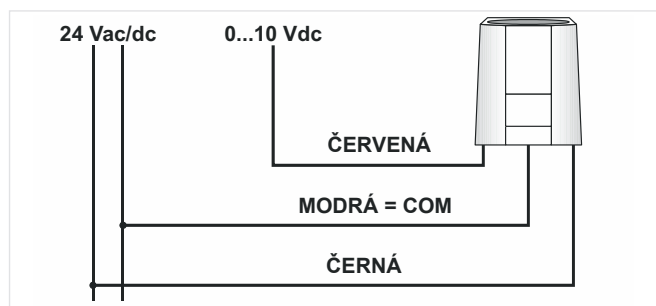 24 Vac/dc 0...10 Vdc
ČERVENÁ
MODRÁ = COM
ČERNÁ